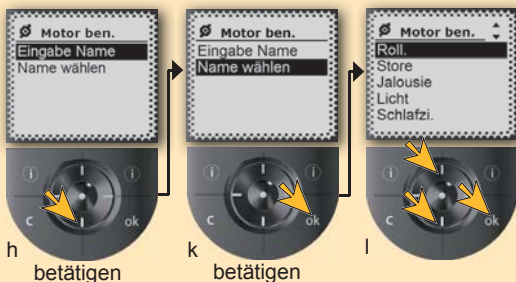 Motor ben.
Eingabe Name
Name wählen
C
ok
h
betätigen
Motor ben.
Eingabe Name
Name wählen
C
ok
k
betätigen
Motor ben.
Roll.
Store
Jalousie
Licht
Schlafzi.
C
ok
l